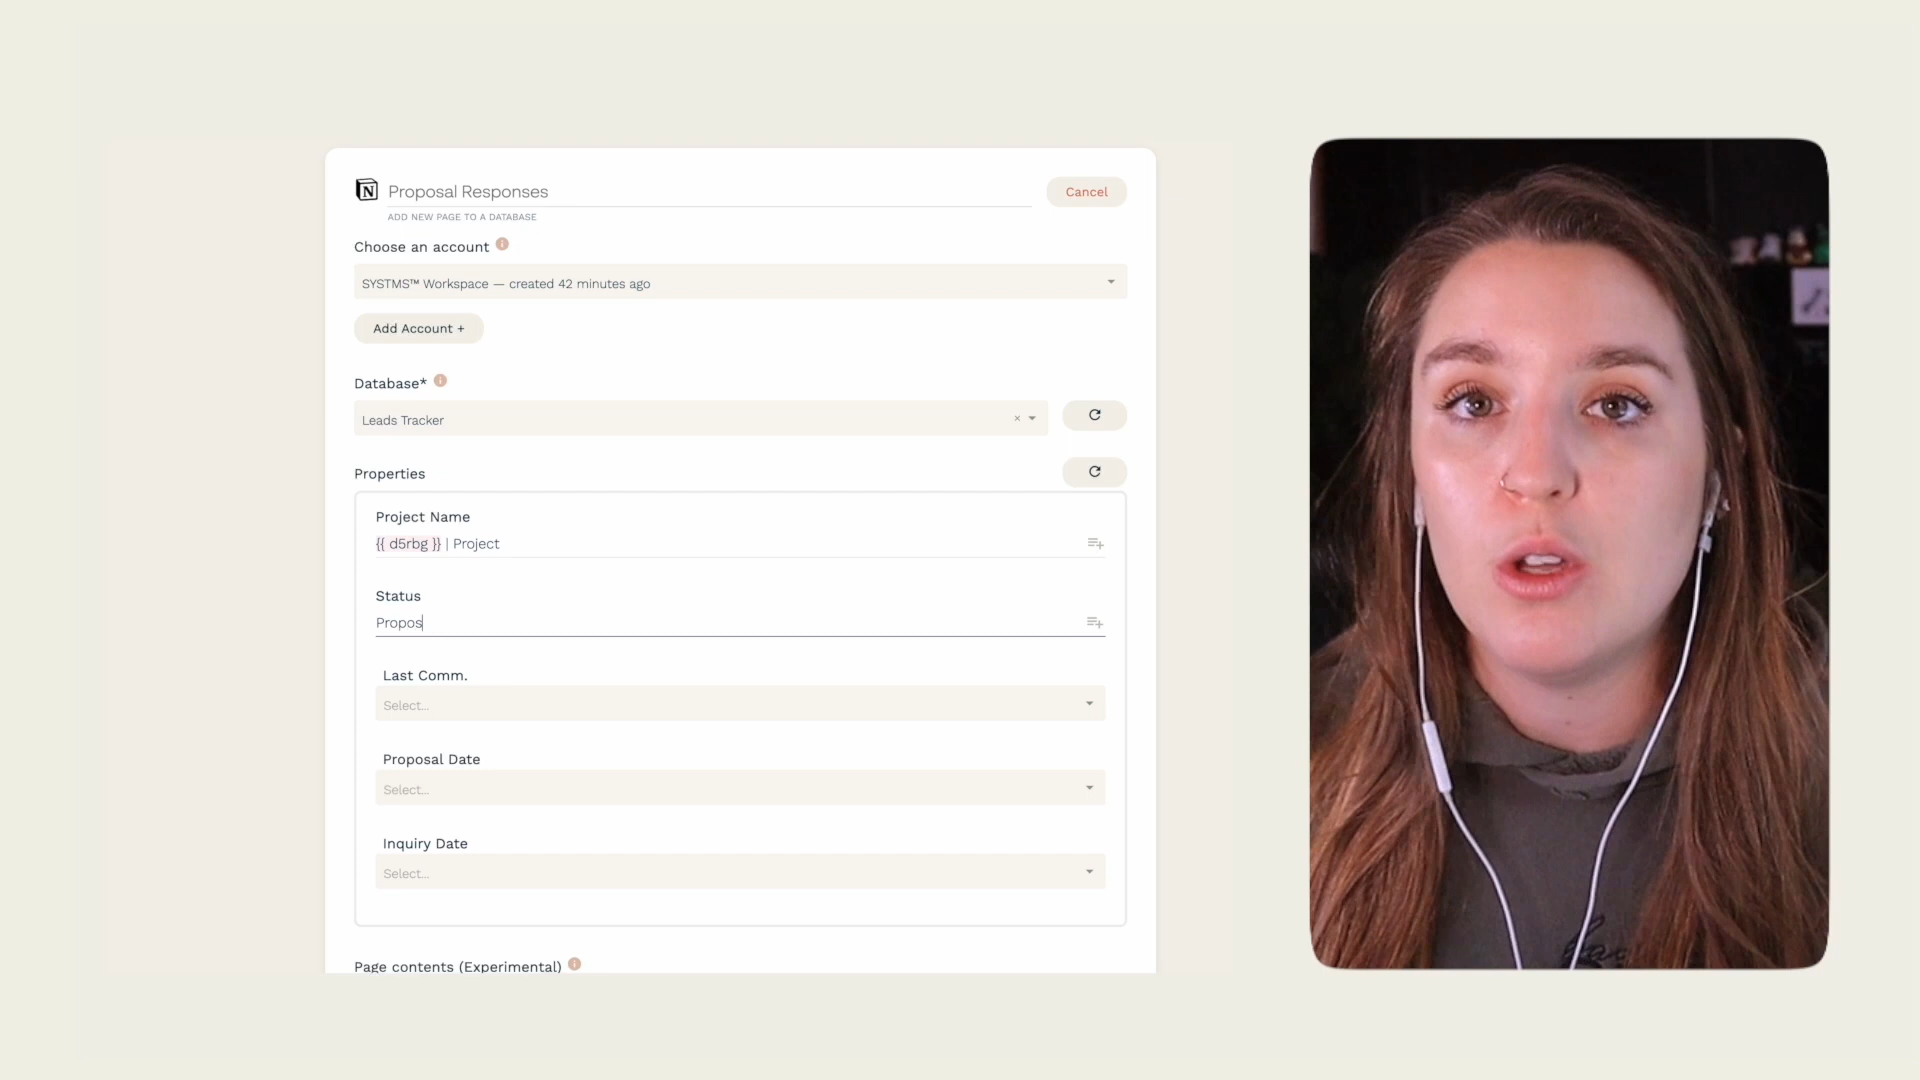 Proposal Responses
Cancel
ADD NEW PAGE TO A DATABASE
Choose an account
SYSTMS™ Workspace — created 42 minutes ago
Add Account +
Database*
Leads Tracker
Properties
Project Name
{{ d5rbg }} | Project
Status
Propos
Last Comm.
Select...
Proposal Date
Select...
Inquiry Date
Select...
Page contents (Experimental)